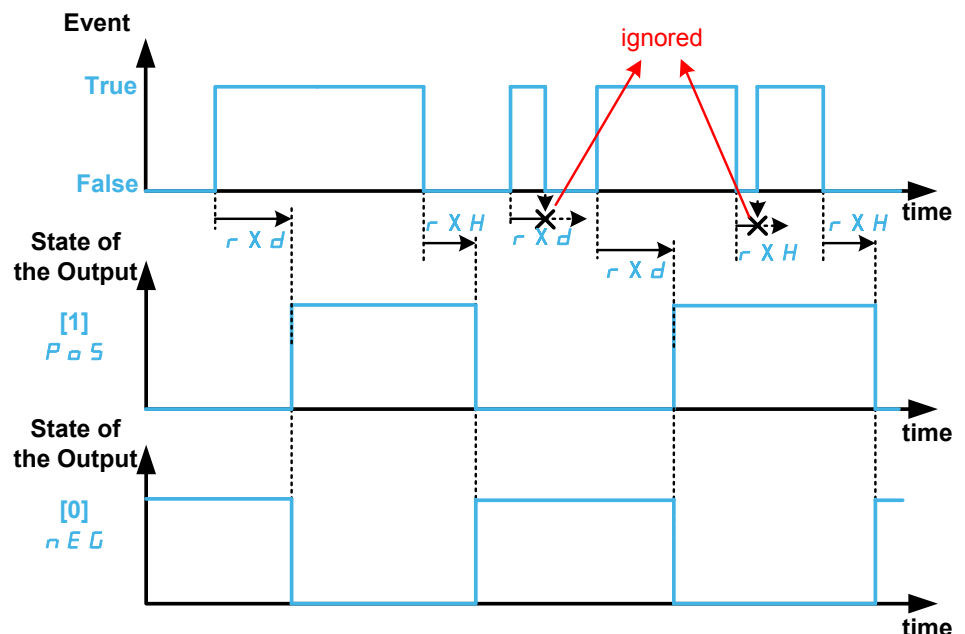 Event
ignored
True
False
time
r X d
r X H
r X d
r X d
r X H
r X H
State of
the Output
[1]
P o S
time
State of
the Output
[0]
n E G
time